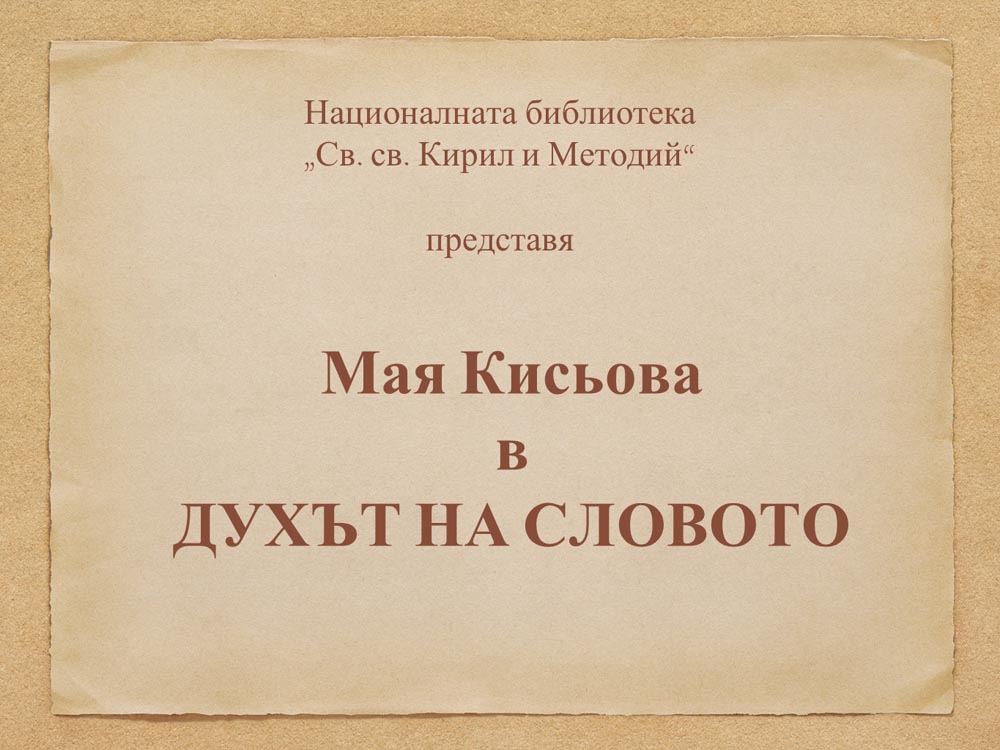 Националната библиотека
„Св. св. Кирил и Методий“
представя
Мая Кисьова
в
ДУХЪТ НА СЛОВОТО